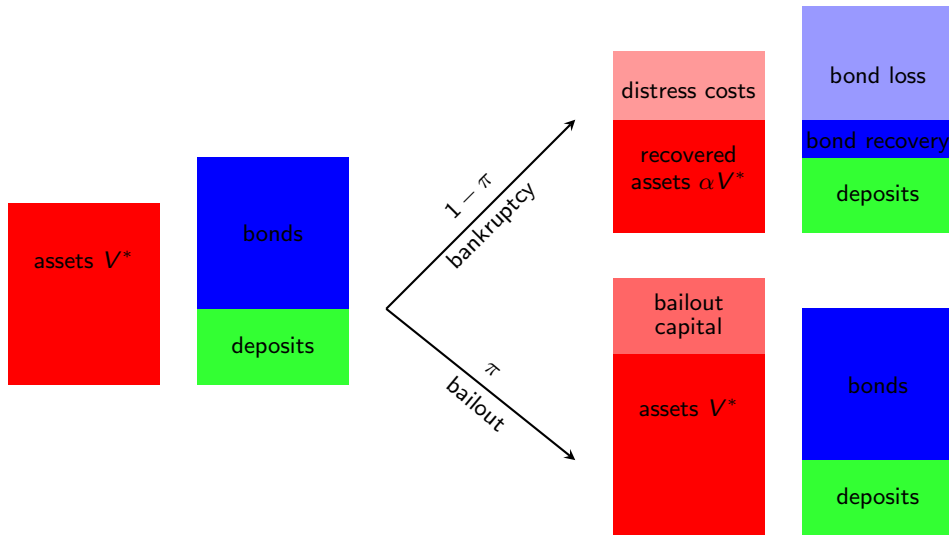 assets V*
bonds
deposits
1 − π
bankruptcy
π
bailout
distress costs
recovered
assets αV*
bond loss
bond recovery
deposits
bailout
capital
assets V*
bonds
deposits